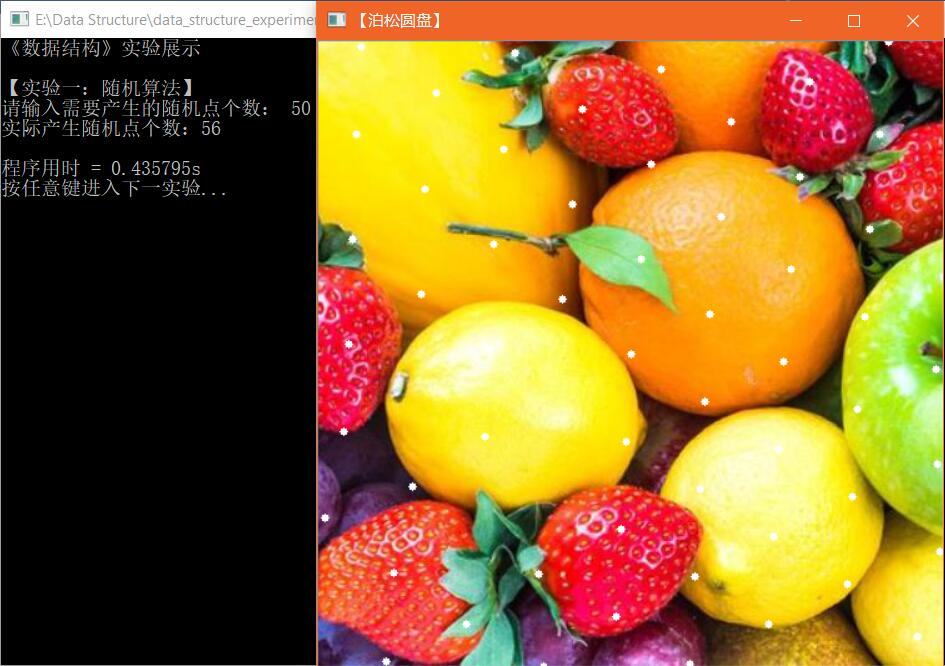 E:\Data Structure\data_structure_experimen
【泊松圆盘】
《数据结构》实验展示
【实验一：随机算法】
请输入需要产生的随机点个数： 50
实际产生随机点个数：56
程序用时 = 0.435795s
按任意键进入下一实验...